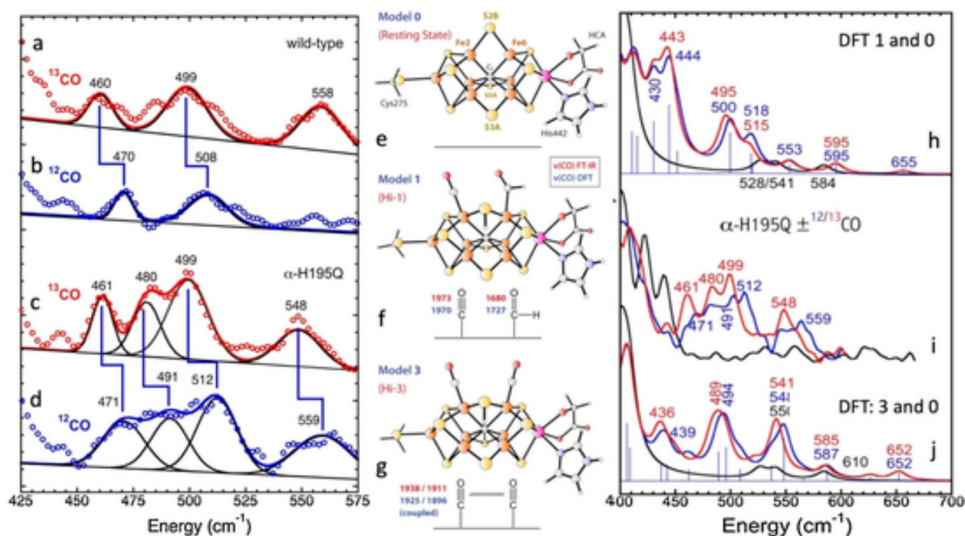 a
wild-type
¹³CO
460
499
558
b
¹²CO
470
508
α-H195Q
c
¹³CO
461
480
499
548
d
¹²CO
471
491
512
559
425 450 475 500 525 550 575
Energy (cm⁻¹)
Model 0
(Resting State)
S2B
HCA
Fe2
Fe6
Cys275
S3A
His442
e
Model 1
(Hi-1)
ν(CO) FT-IR
ν(CO) DFT
1973
1970
1680
1727
O
C
O
C—H
f
Model 3
(Hi-3)
g
1938 / 1911
1925 / 1896
(coupled)
O
C
O
C
DFT 1 and 0
443
444
430
495
500
518
515
553
595
595
655
528/541
584
h
α-H195Q ± ¹²/¹³CO
461
480
499
512
471
491
548
559
i
DFT: 3 and 0
436
439
489
494
541
548
550
585
587
610
652
652
j
400 450 500 550 600 650 700
Energy (cm⁻¹)